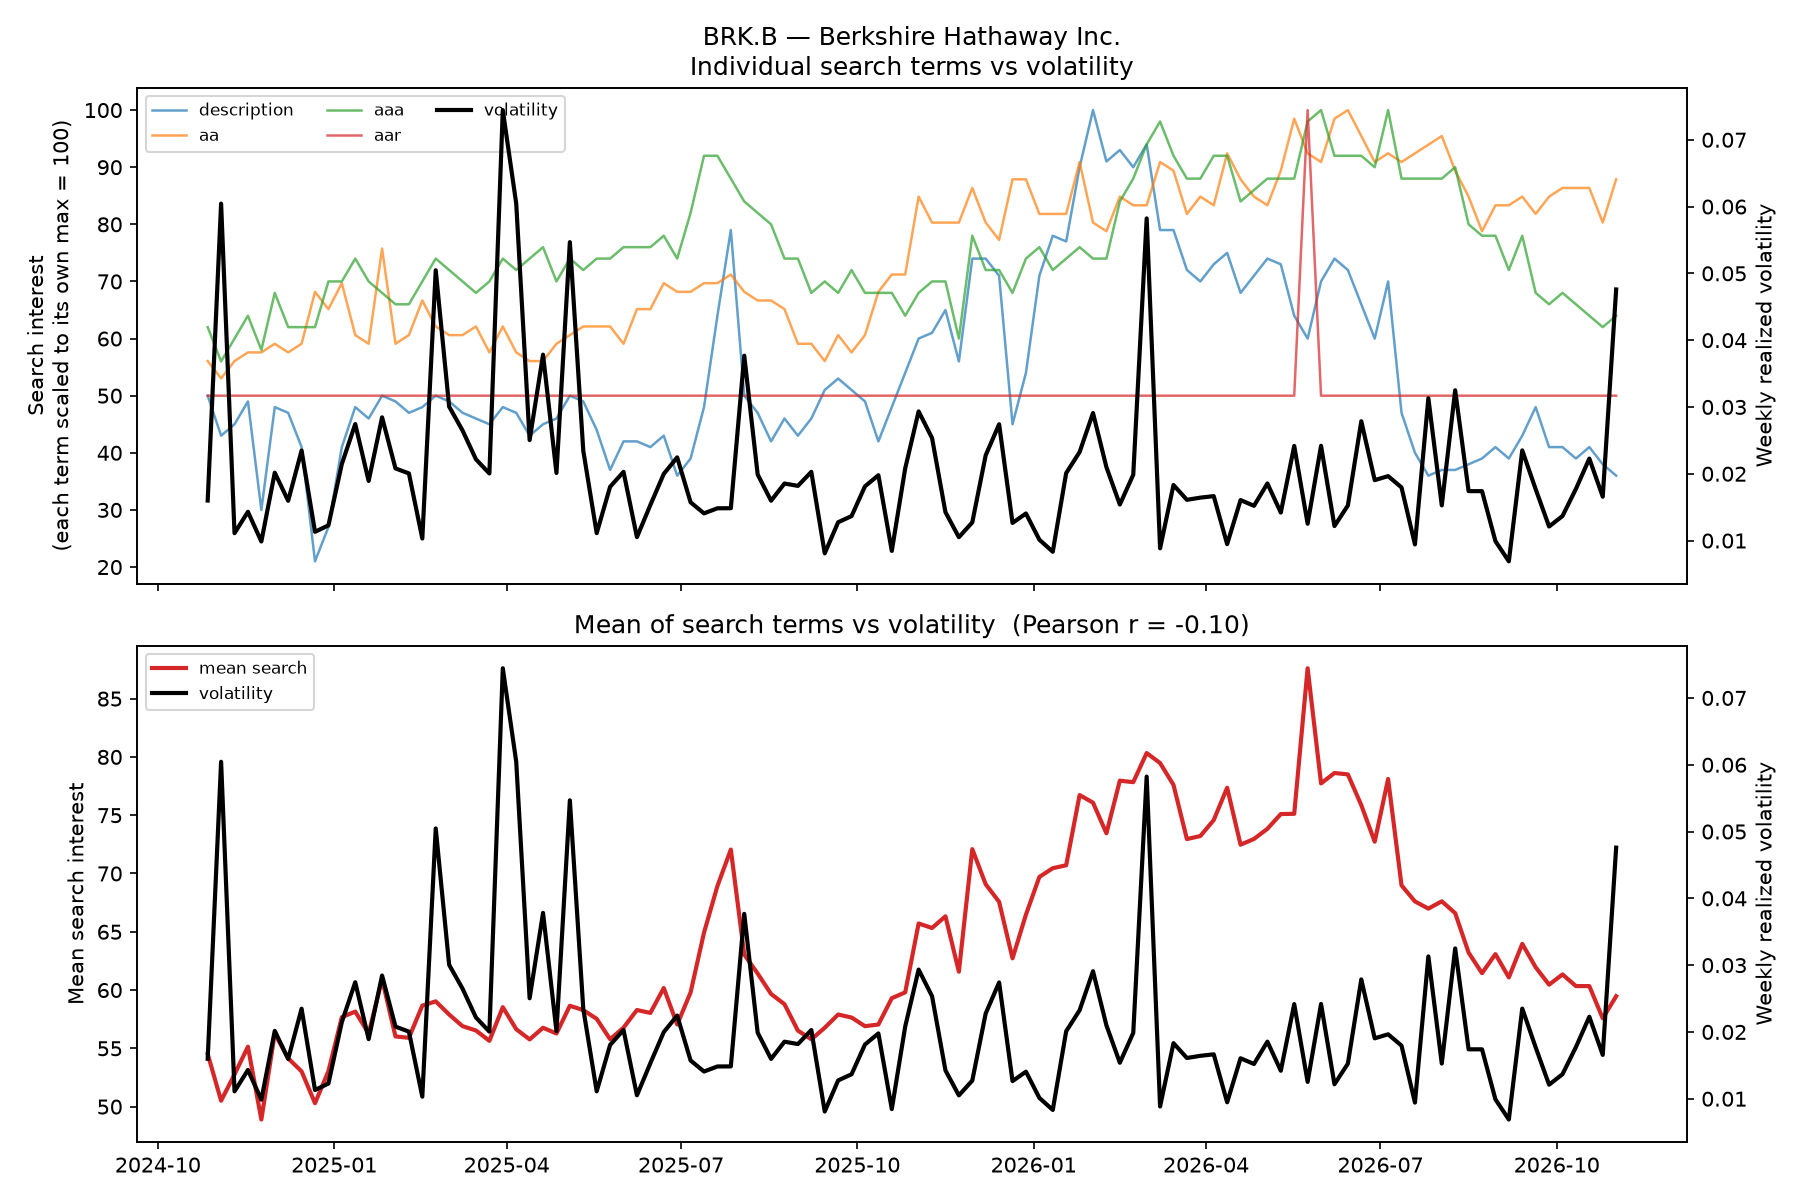 BRK.B — Berkshire Hathaway Inc.
Individual search terms vs volatility
description
aa
aaa
aar
volatility
Search interest
(each term scaled to its own max = 100)
100
90
80
70
60
50
40
30
20
0.07
0.06
0.05
0.04
0.03
0.02
0.01
Weekly realized volatility
Mean of search terms vs volatility (Pearson r = -0.10)
mean search
volatility
Mean search interest
85
80
75
70
65
60
55
50
0.07
0.06
0.05
0.04
0.03
0.02
0.01
Weekly realized volatility
2024-10
2025-01
2025-04
2025-07
2025-10
2026-01
2026-04
2026-07
2026-10